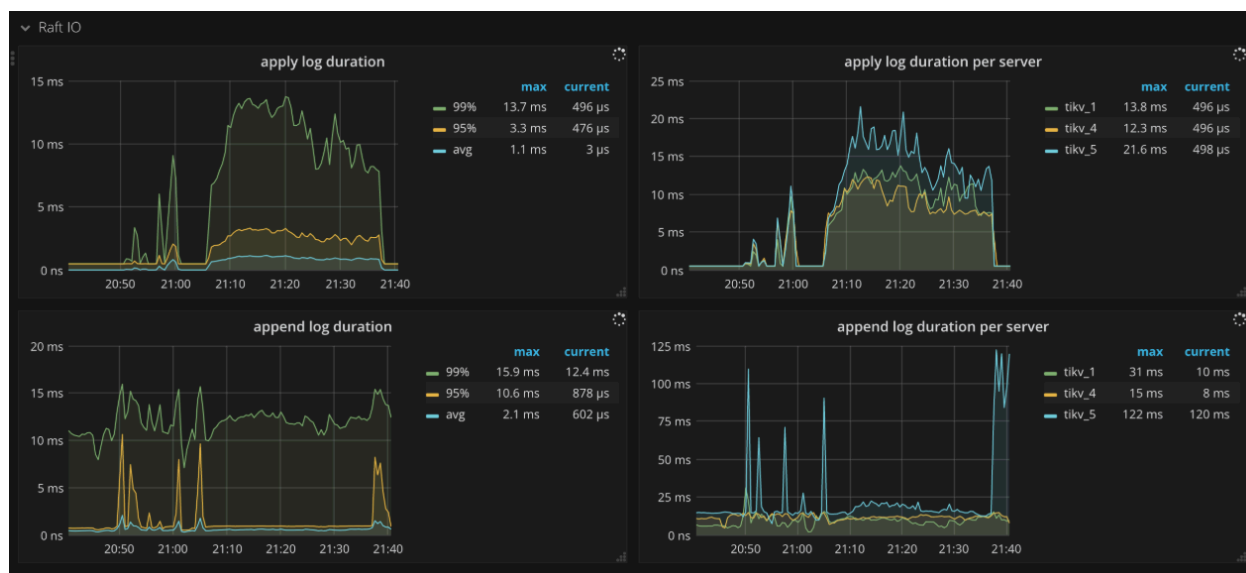 Raft IO
apply log duration
15 ms
10 ms
5 ms
0 ns
20:50 21:00 21:10 21:20 21:30 21:40
max current
99% 13.7 ms 496 µs
95% 3.3 ms 476 µs
avg 1.1 ms 3 µs
apply log duration per server
25 ms
20 ms
15 ms
10 ms
5 ms
0 ns
20:50 21:00 21:10 21:20 21:30 21:40
max current
tikv_1 13.8 ms 496 µs
tikv_4 12.3 ms 496 µs
tikv_5 21.6 ms 498 µs
append log duration
20 ms
15 ms
10 ms
5 ms
0 ns
20:50 21:00 21:10 21:20 21:30 21:40
max current
99% 15.9 ms 12.4 ms
95% 10.6 ms 878 µs
avg 2.1 ms 602 µs
append log duration per server
125 ms
100 ms
75 ms
50 ms
25 ms
0 ns
20:50 21:00 21:10 21:20 21:30 21:40
max current
tikv_1 31 ms 10 ms
tikv_4 15 ms 8 ms
tikv_5 122 ms 120 ms